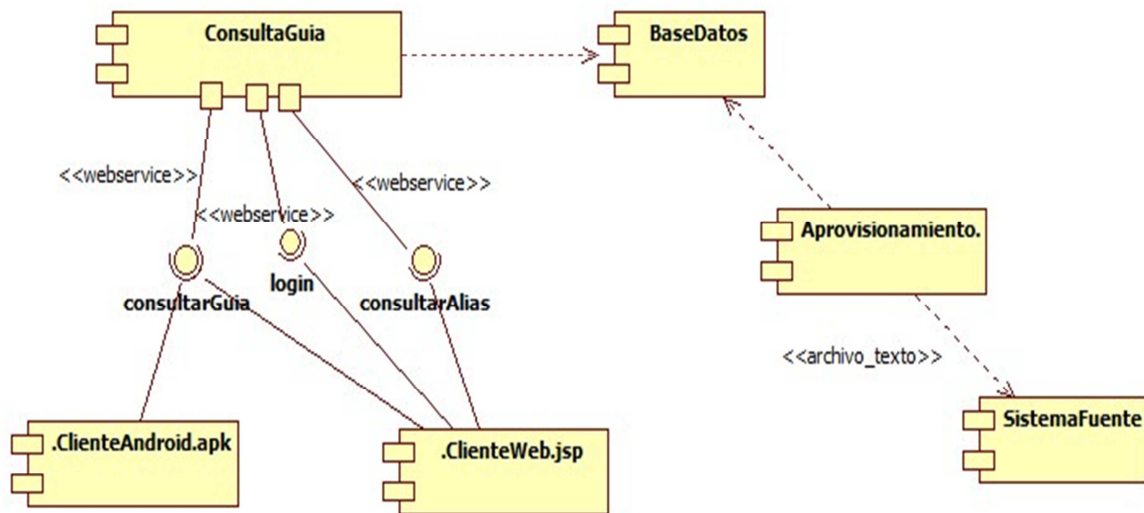 ConsultaGuia
BaseDatos
<<webservice>>
<<webservice>>
<<webservice>>
Aprovisionamiento.
consultarGuia
login
consultarAlias
<<archivo_texto>>
.ClienteAndroid.apk
.ClienteWeb.jsp
SistemaFuente